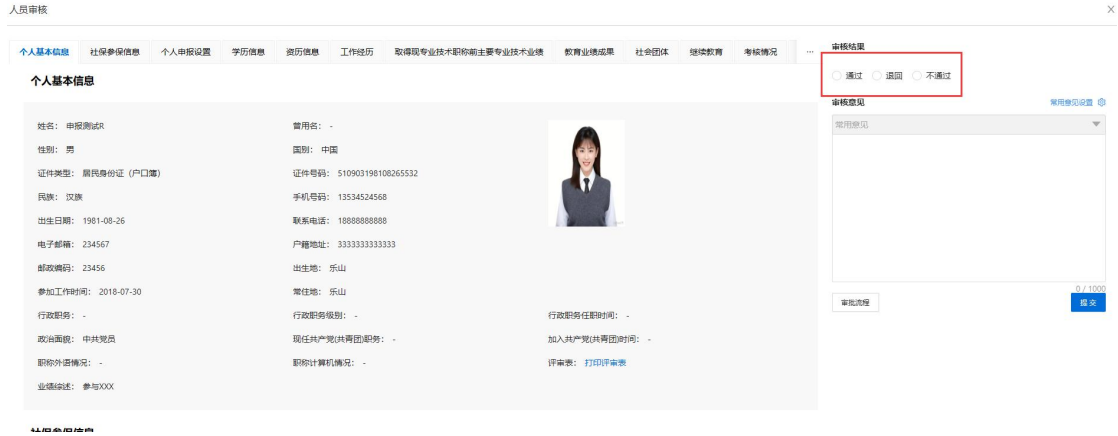 人员审核
个人基本信息 社保参保信息 个人申报设置 学历信息 资历信息 工作经历 取得现专业技术职称前主要专业技术业绩 教育业绩成果 社会团体 继续教育 考核情况 ...
个人基本信息
姓名： 申报测试R 曾用名： -
性别： 男 国别： 中国
证件类型： 居民身份证（户口簿） 证件号码： 510903198108265532
民族： 汉族 手机号码： 13534524568
出生日期： 1981-08-26 联系电话： 18888888888
电子邮箱： 234567 户籍地址： 3333333333333
邮政编码： 23456 出生地： 乐山
参加工作时间： 2018-07-30 常住地： 乐山
行政职务： - 行政职务级别： - 行政职务任职时间： -
政治面貌： 中共党员 现任共产党(共青团)职务： - 加入共产党(共青团)时间： -
职称外语情况： - 职称计算机情况： - 评审表： 打印评审表
业绩综述： 参与XXX
社保参保信息
审核结果
通过 退回 不通过
审核意见 常用意见设置
常用意见
0 / 1000
审批流程 提交